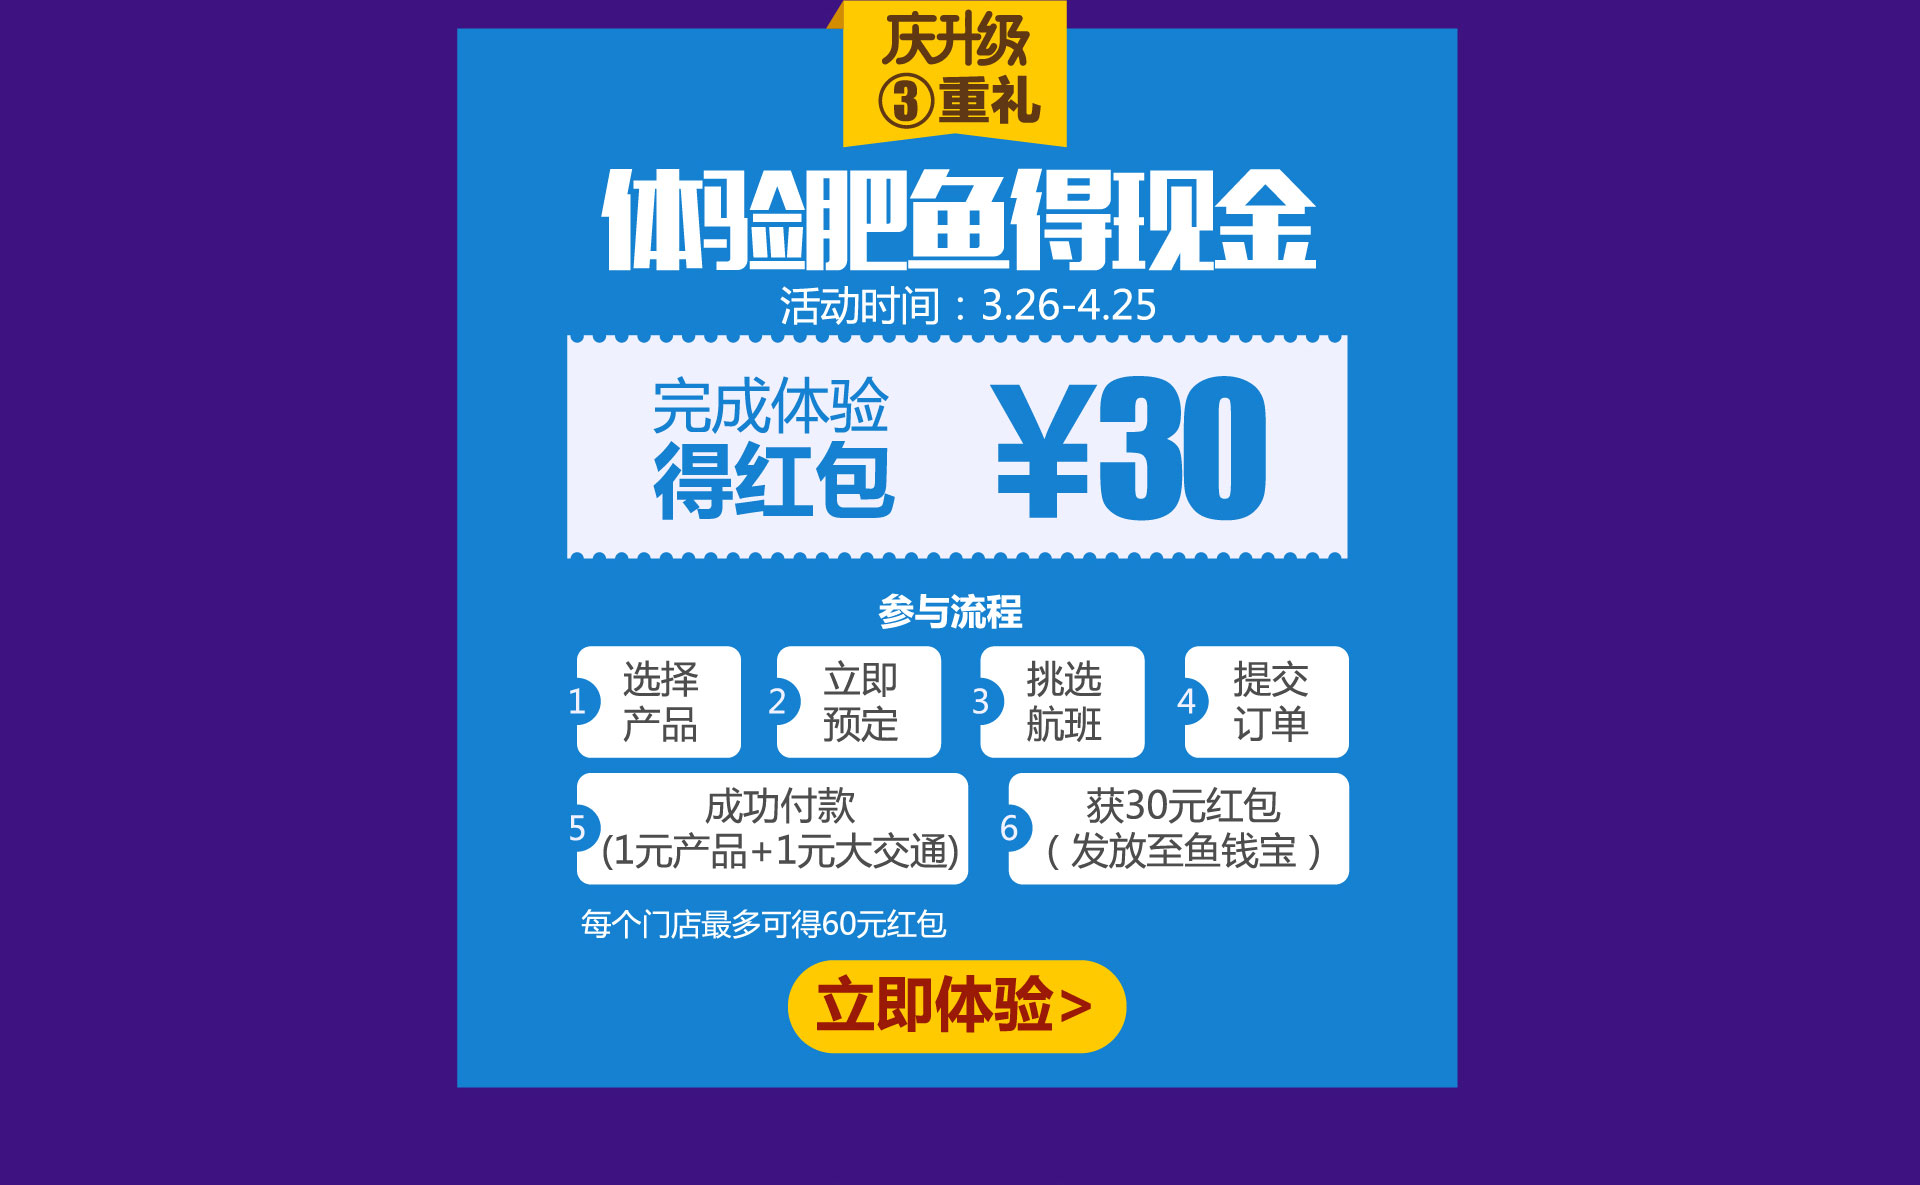 庆升级
③重礼
体验肥鱼得现金
活动时间：3.26-4.25
完成体验
得红包
¥30
参与流程
1 选择
产品
2 立即
预定
3 挑选
航班
4 提交
订单
5 成功付款
(1元产品+1元大交通)
6 获30元红包
（发放至鱼钱宝）
每个门店最多可得60元红包
立即体验>